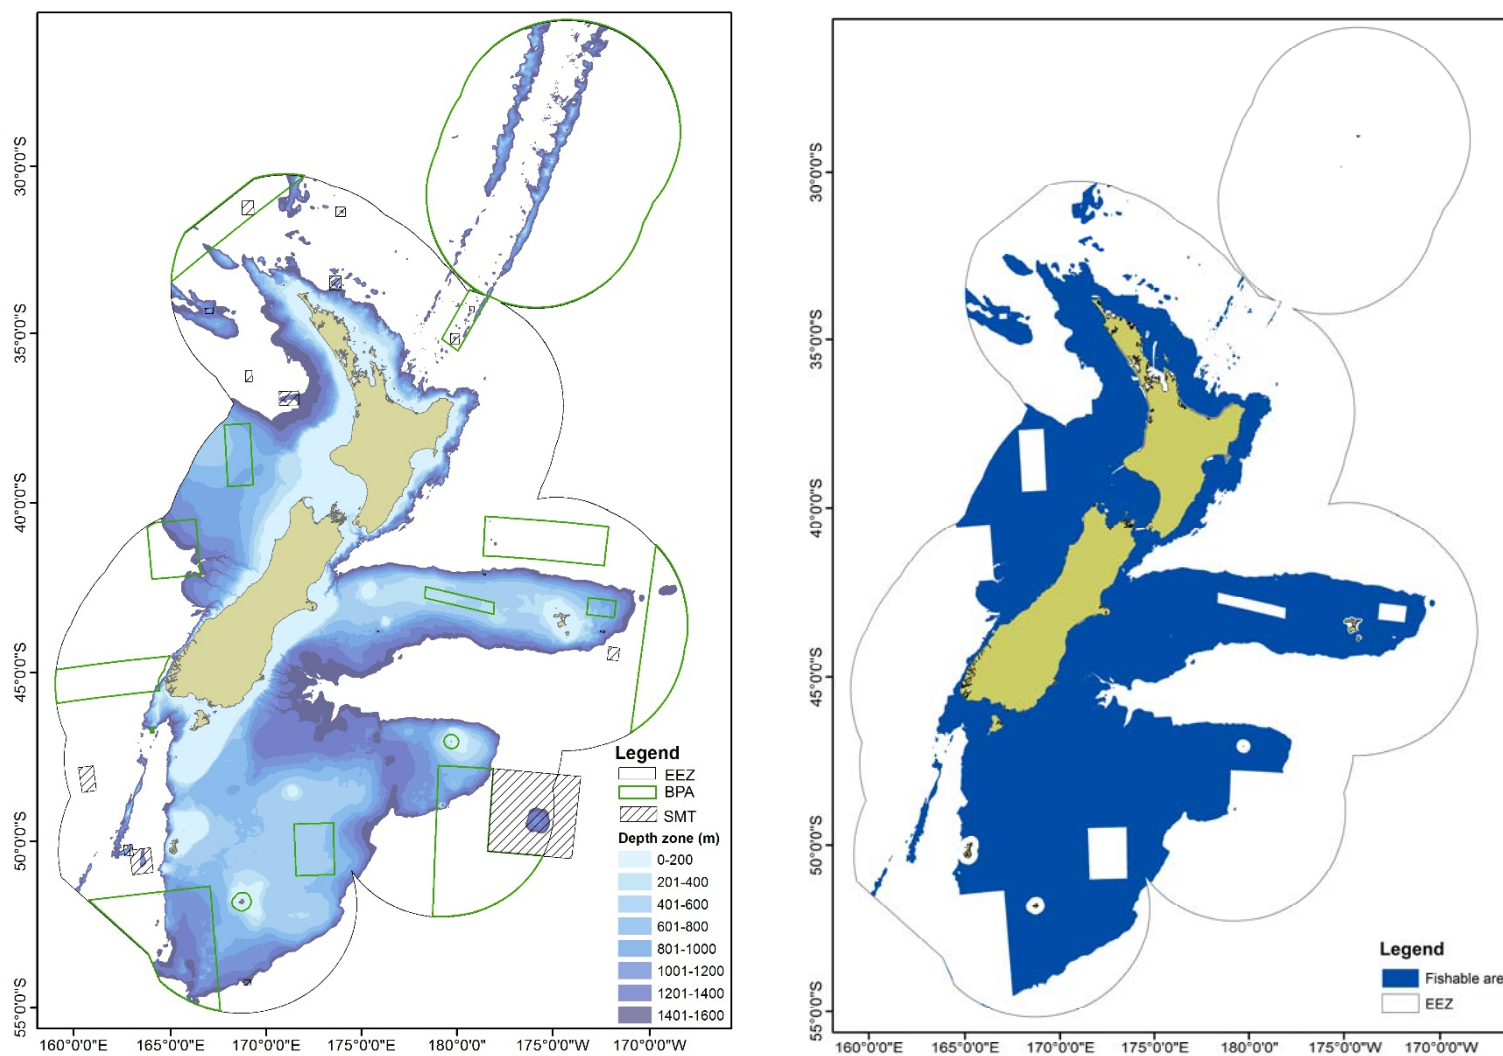 30°0'0"S
35°0'0"S
40°0'0"S
45°0'0"S
50°0'0"S
55°0'0"S
160°0'0"E
165°0'0"E
170°0'0"E
175°0'0"E
180°0'0"
175°0'0"W
170°0'0"W
Legend
EEZ
BPA
SMT
Depth zone (m)
0-200
201-400
401-600
601-800
801-1000
1001-1200
1201-1400
1401-1600
30°0'0"S
35°0'0"S
40°0'0"S
45°0'0"S
50°0'0"S
55°0'0"S
160°0'0"E
165°0'0"E
170°0'0"E
175°0'0"E
180°0'0"
175°0'0"W
170°0'0"W
Legend
Fishable are
EEZ